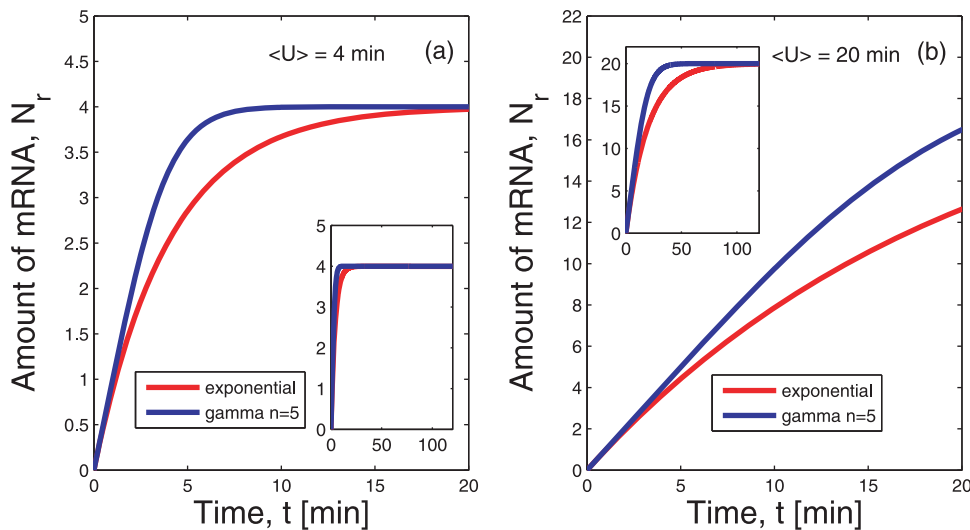 5
4.5
4
3.5
3
2.5
2
1.5
1
0.5
0
Amount of mRNA, N_r
<U> = 4 min
(a)
5
4
3
2
1
0
0 50 100
exponential
gamma n=5
0 5 10 15 20
Time, t [min]
22
20
18
16
14
12
10
8
6
4
2
0
Amount of mRNA, N_r
<U> = 20 min
(b)
20
15
10
5
0
0 50 100
exponential
gamma n=5
0 5 10 15 20
Time, t [min]